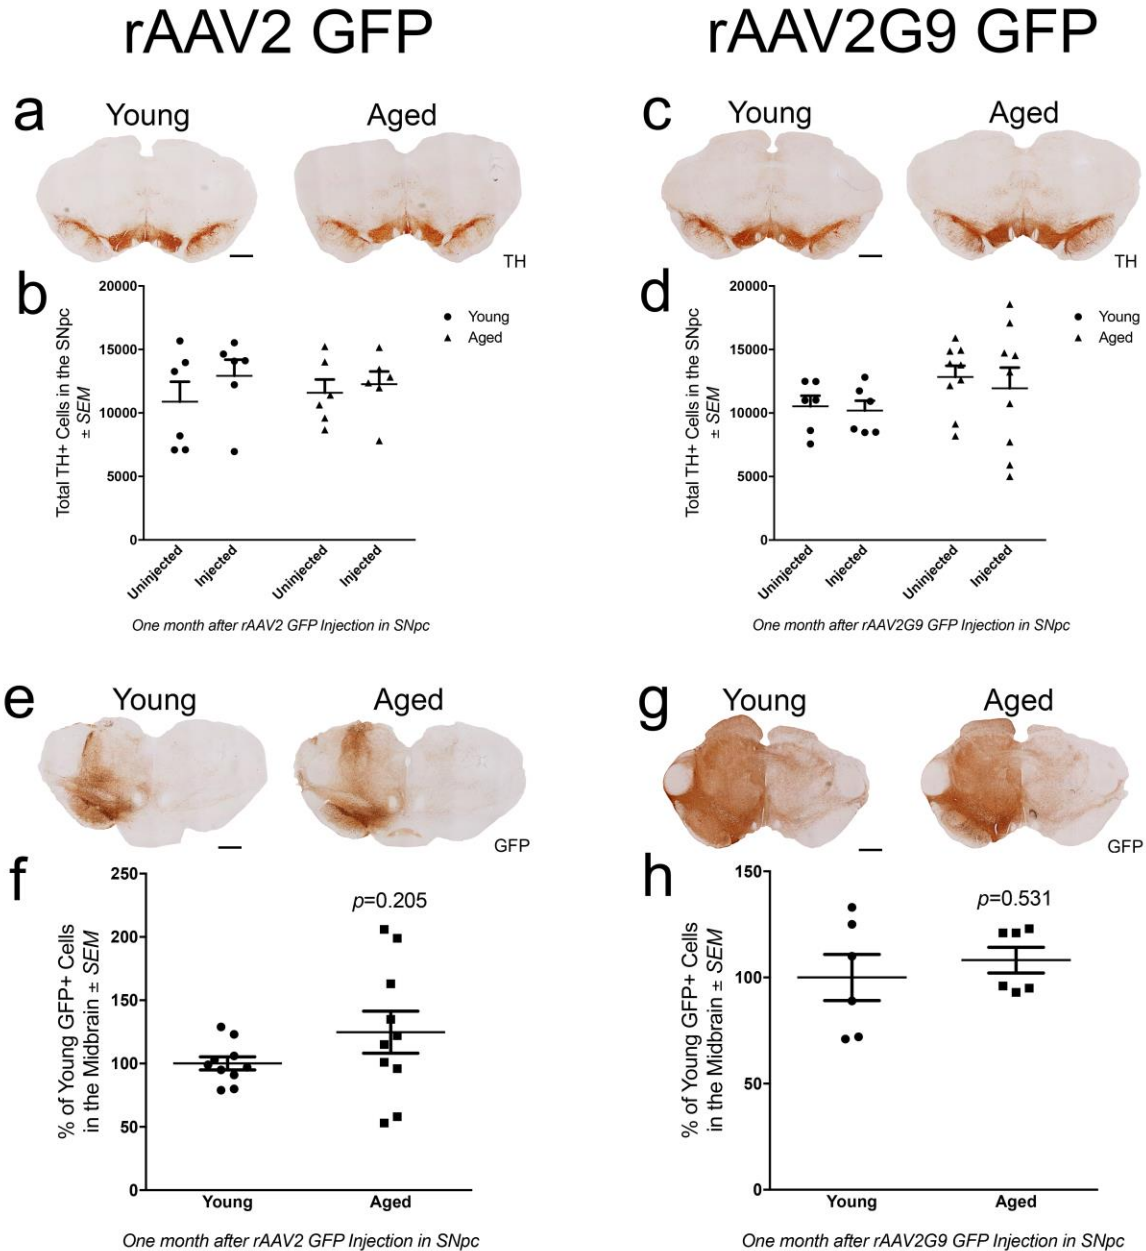 rAAV2 GFP
rAAV2G9 GFP
a
Young
Aged
TH
c
Young
Aged
TH
b
Total TH+ Cells in the SNpc
± SEM
20000
15000
10000
5000
0
Young
Aged
Uninjected
Injected
Uninjected
Injected
One month after rAAV2 GFP Injection in SNpc
d
Total TH+ Cells in the SNpc
± SEM
20000
15000
10000
5000
0
Young
Aged
Uninjected
Injected
Uninjected
Injected
One month after rAAV2G9 GFP Injection in SNpc
e
Young
Aged
GFP
g
Young
Aged
GFP
f
% of Young GFP+ Cells
in the Midbrain ± SEM
250
200
150
100
50
0
p=0.205
Young
Aged
One month after rAAV2 GFP Injection in SNpc
h
% of Young GFP+ Cells
in the Midbrain ± SEM
150
100
50
0
p=0.531
Young
Aged
One month after rAAV2G9 GFP Injection in SNpc